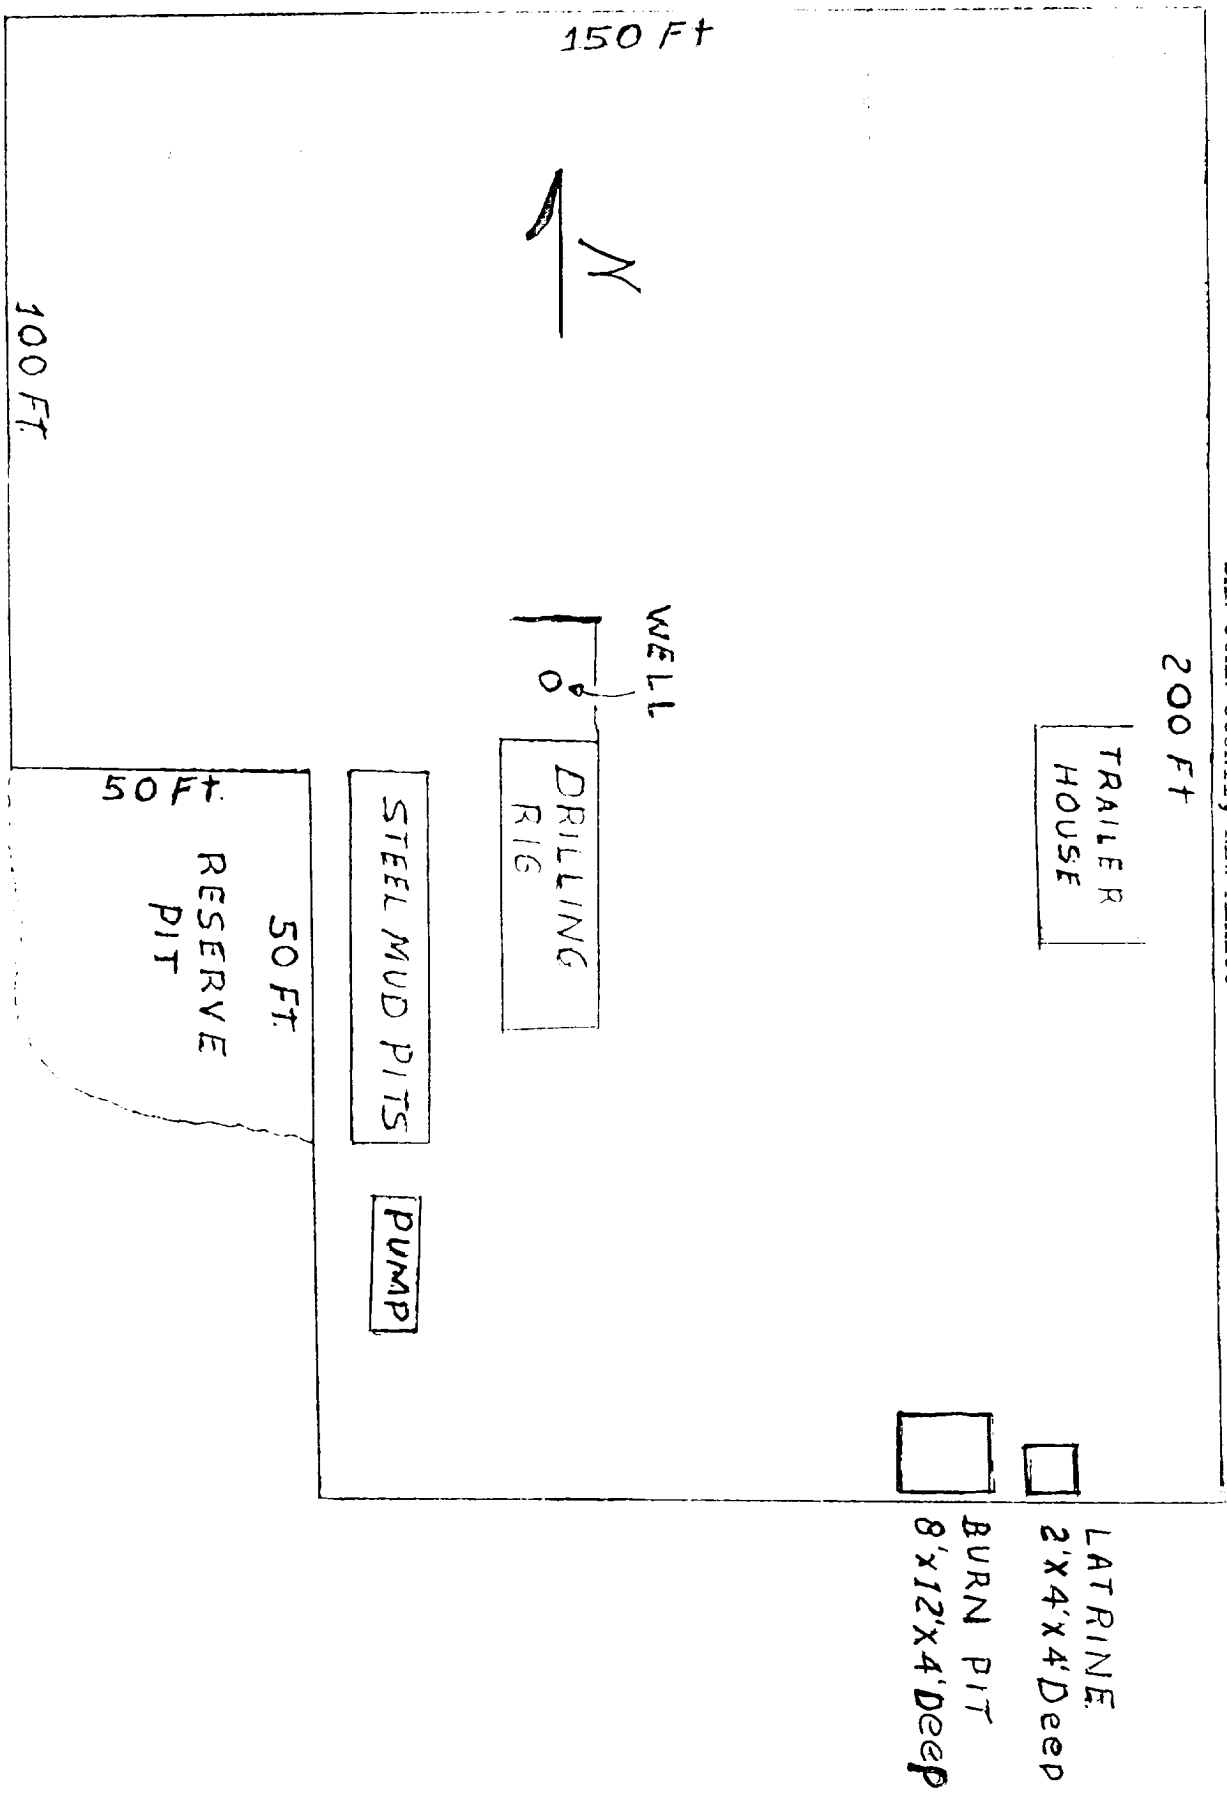 150 Ft
N
200 Ft
TRAILER
HOUSE
WELL
DRILLING
RIG
STEEL MUD PITS
PUMP
100 FT.
50 Ft.
50 FT.
RESERVE
PIT
LATRINE
2'X4'X4'Deep
BURN PIT
8'X12'X4'Deep